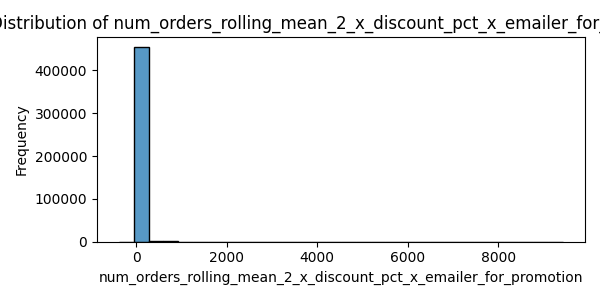 Distribution of num_orders_rolling_mean_2_x_discount_pct_x_emailer_for_
400000
300000
200000
100000
0
Frequency
0 2000 4000 6000 8000
num_orders_rolling_mean_2_x_discount_pct_x_emailer_for_promotion